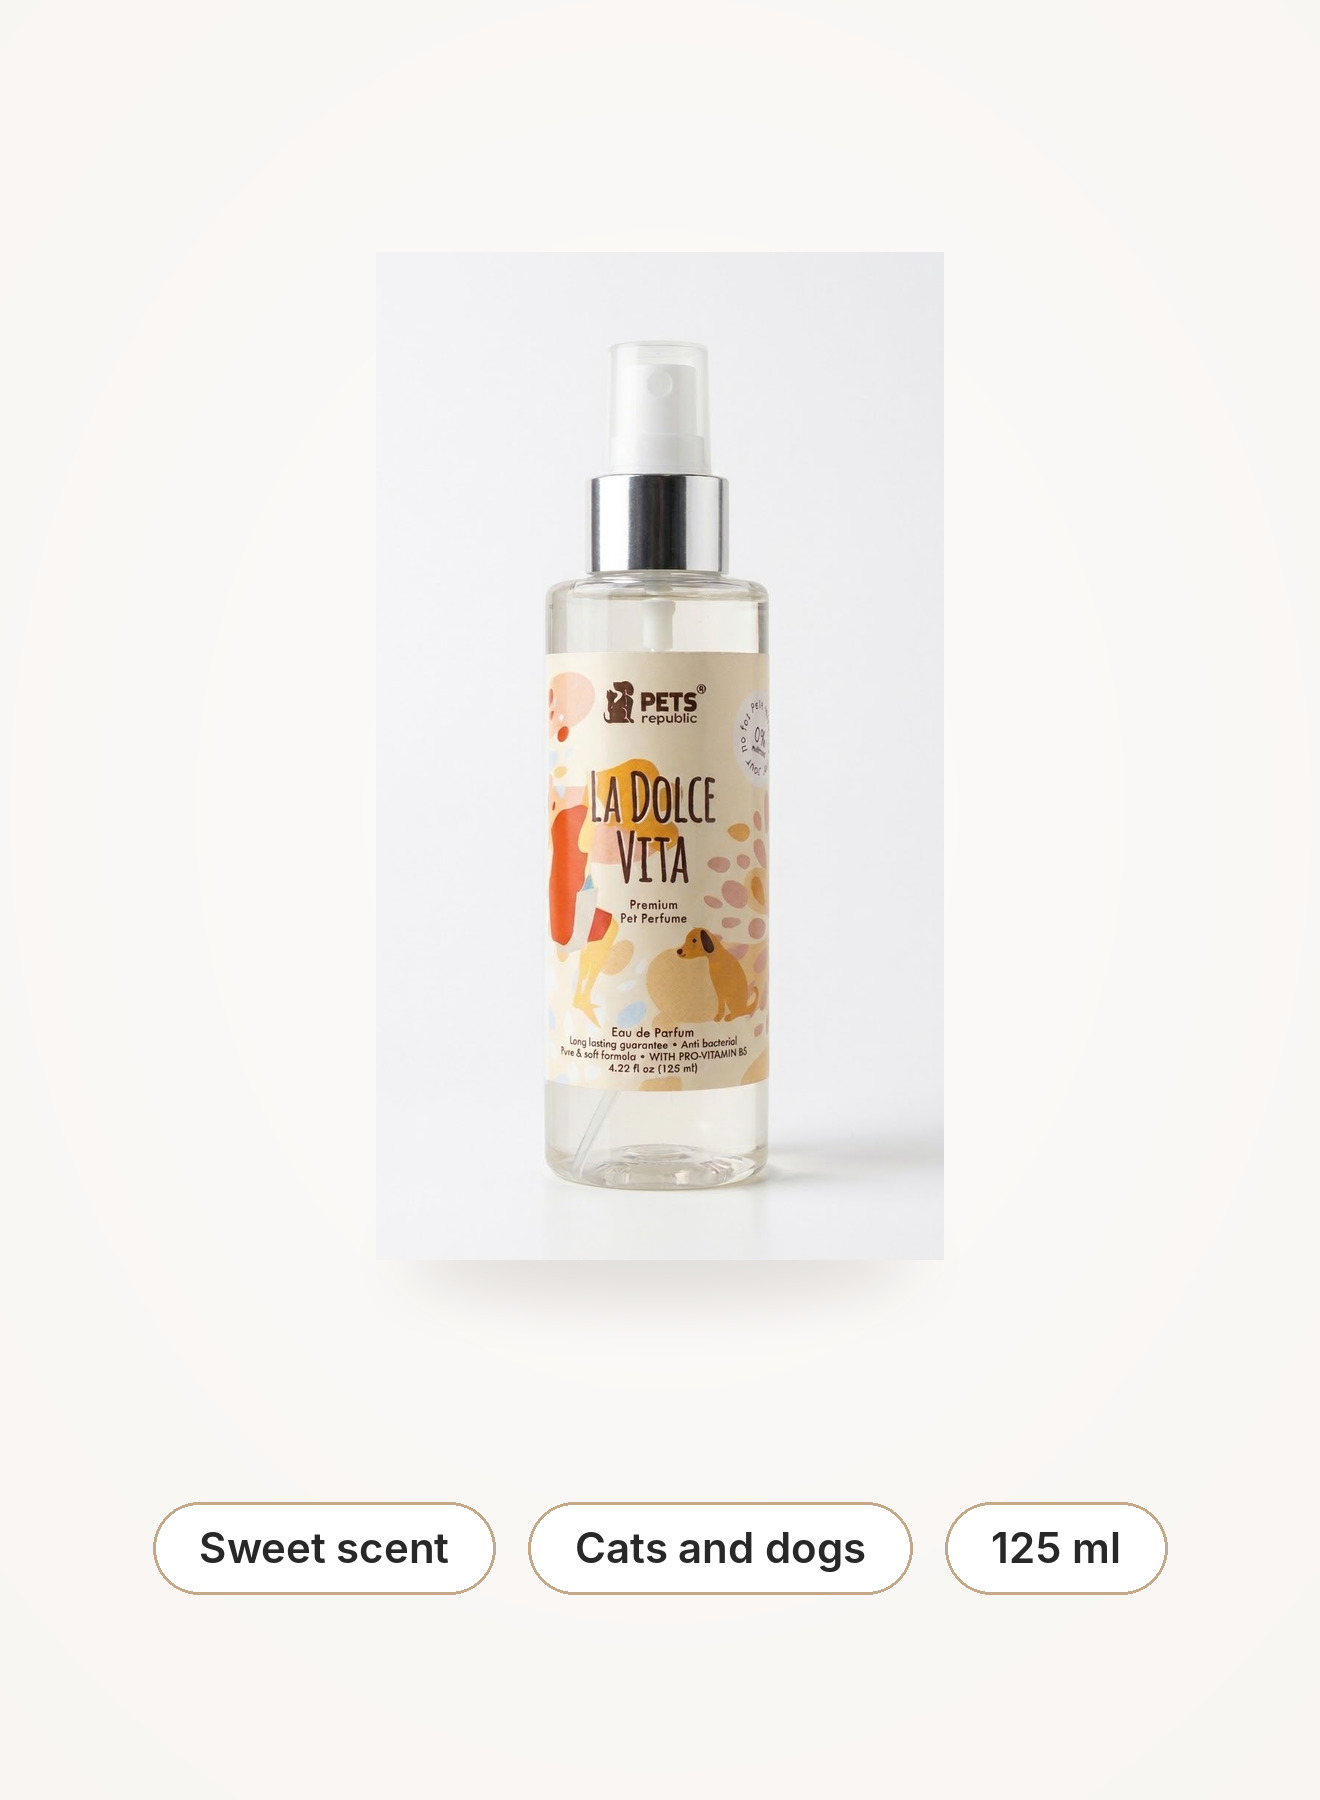 PETS®
republic
LA DOLCE
VITA
Premium
Pet Perfume
0%
Eau de Parfum
Long lasting guarantee • Anti bacterial
Pure & soft formula • WITH PRO-VITAMIN B5
4.22 fl oz (125 ml)
Sweet scent
Cats and dogs
125 ml